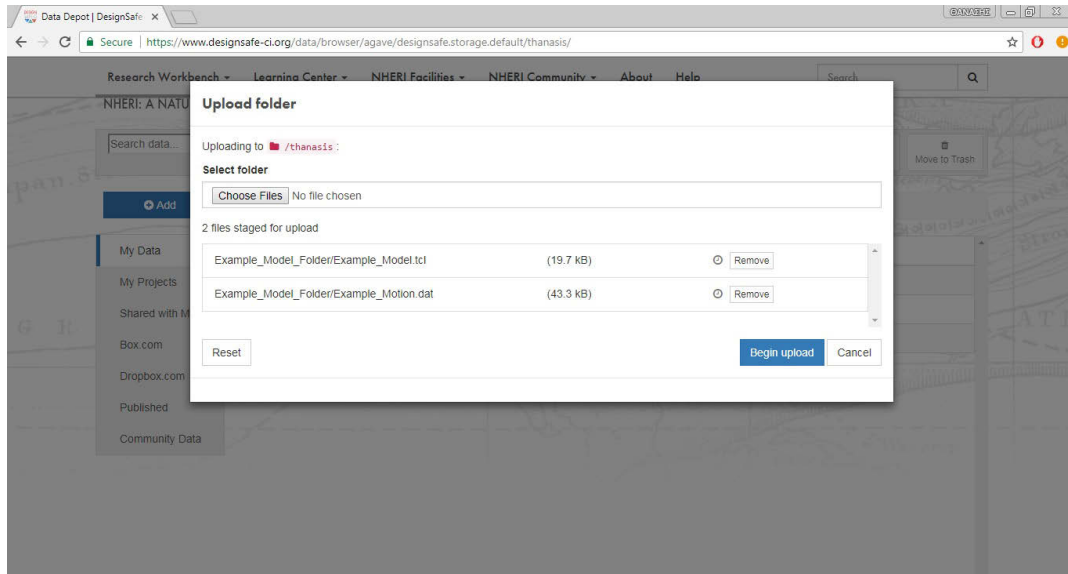 Data Depot | DesignSafe
ΘΑΝΑΣΗΣ
Secure | https://www.designsafe-ci.org/data/browser/agave/designsafe.storage.default/thanasis/
Research Workbench Learning Center NHERI Facilities NHERI Community About Help Search
NHERI: A NATU
Upload folder
Search data...
Uploading to /thanasis:
Move to Trash
Select folder
Choose Files No file chosen
Add
2 files staged for upload
My Data
Example_Model_Folder/Example_Model.tcl (19.7 kB) Remove
My Projects
Example_Model_Folder/Example_Motion.dat (43.3 kB) Remove
Shared with M
Box.com
Reset Begin upload Cancel
Dropbox.com
Published
Community Data